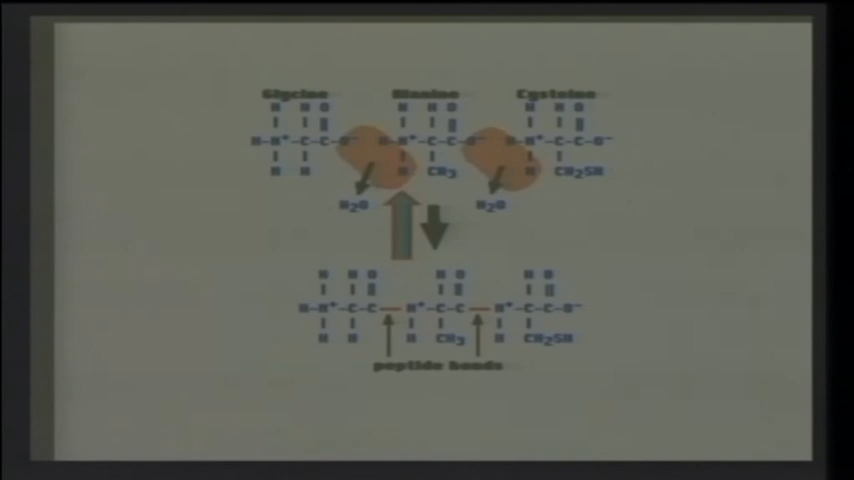 Glycine Alanine Cysteine
H H O H H O H H O
H-N⁺-C-C-O⁻ H-N⁺-C-C-O⁻ H-N⁺-C-C-O⁻
H H H CH₃ H CH₂SH
H₂O H₂O
H H O H O H O
H-N⁺-C-C-N⁺-C-C-N⁺-C-C-O⁻
H H H CH₃ H CH₂SH
peptide bonds